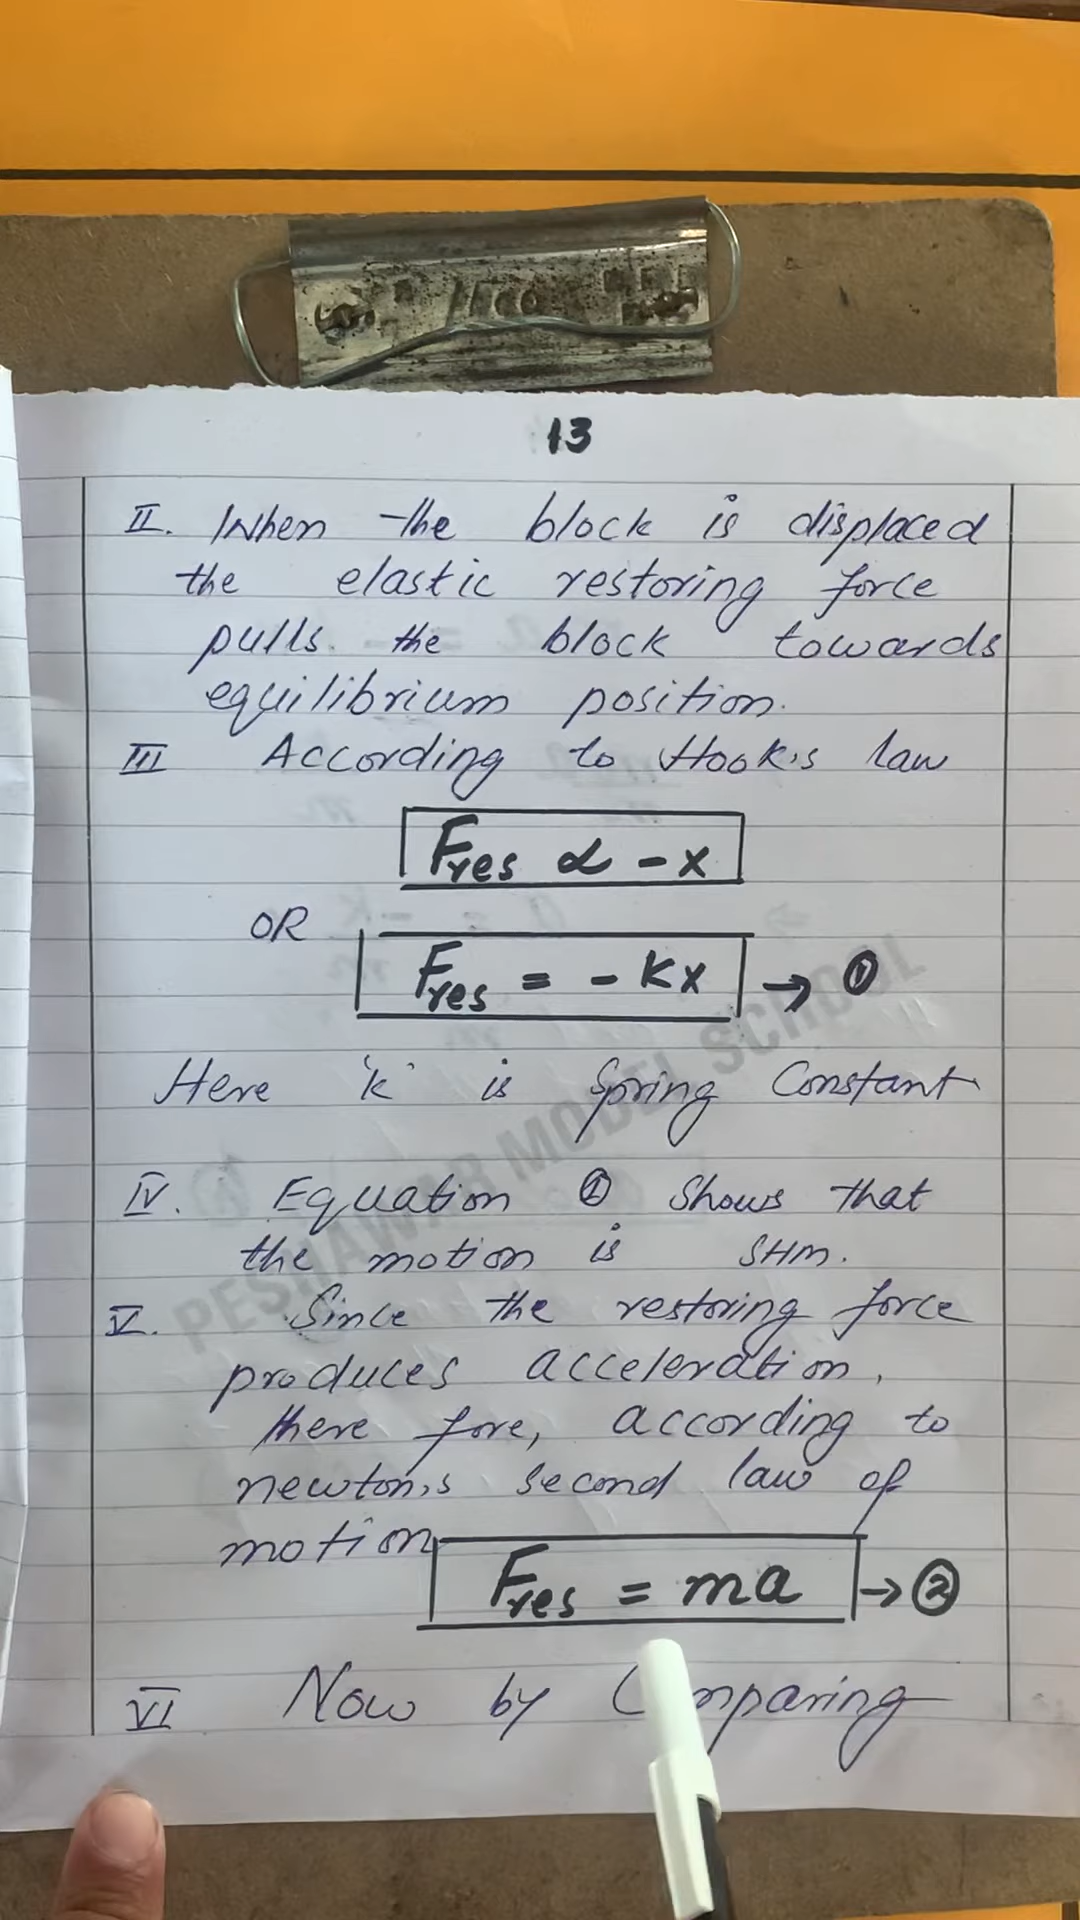 13
II. When the block is displaced
the elastic restoring force
pulls. the block towards
equilibrium position.
III According to Hook,s law
Fres α - x
OR
Fres = - Kx → ①
Here 'k' is Spring Constant
IV. Equation ① shows that
the motion is SHM.
V. Since the restoring force
produces acceleration,
there fore, according to
newton,s second law of
motion
Fres = ma → ②
VI Now by
PESHAWAR MODEL SCHOOL